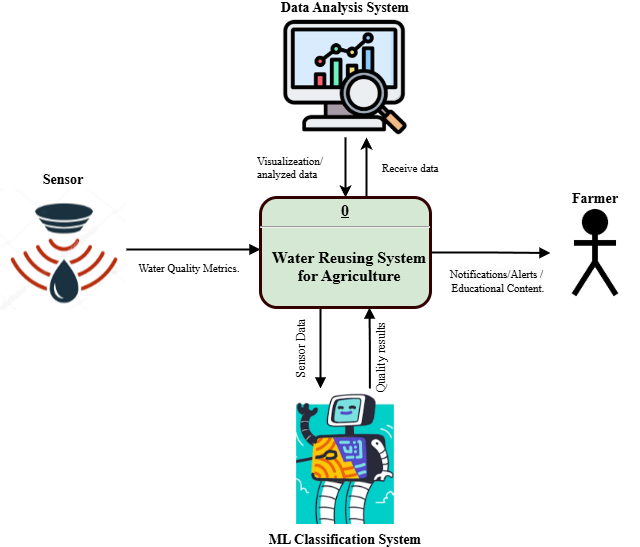 Data Analysis System
Visualizeation/
analyzed data
Receive data
Sensor
Farmer
0
Water Reusing System
for Agriculture
Water Quality Metrics.
Notifications/Alerts /
Educational Content.
Sensor Data
Quality results
ML Classification System